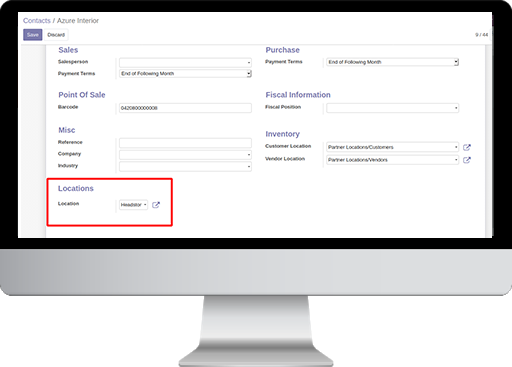 Contacts / Azure Interior
Save Discard 9 / 44
Sales
Salesperson
Payment Terms End of Following Month
Purchase
Payment Terms End of Following Month
Point Of Sale
Barcode 0420800000008
Fiscal Information
Fiscal Position
Misc
Reference
Company
Industry
Inventory
Customer Location Partner Locations/Customers
Vendor Location Partner Locations/Vendors
Locations
Location Headstor